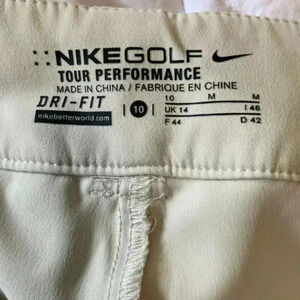 NIKEGOLF
TOUR PERFORMANCE
MADE IN CHINA / FABRIQUE EN CHINE
DRI-FIT
nikebetterworld.com
10
10 M M
UK 14 I 46
F 44 D 42